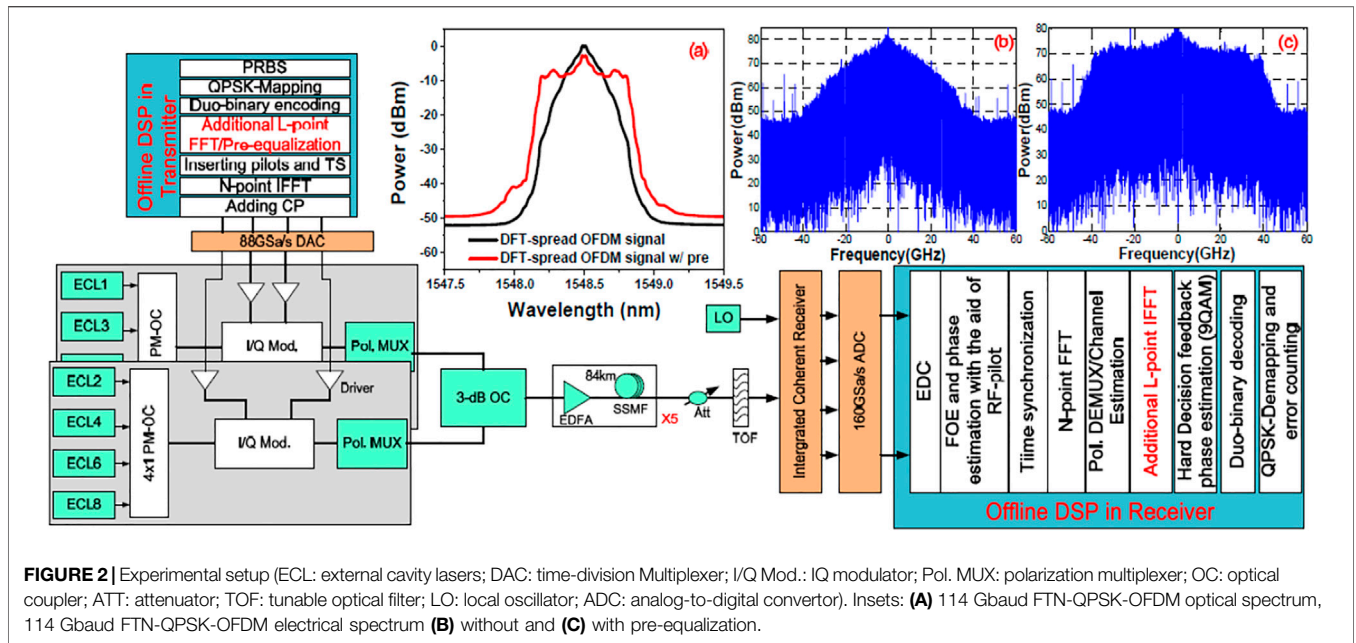 Offline DSP in
Transmitter
PRBS
QPSK-Mapping
Duo-binary encoding
Additional L-point
FFT/Pre-equalization
Inserting pilots and TS
N-point IFFT
Adding CP
88GSa/s DAC
(a)
Power (dBm)
0
-10
-20
-30
-40
-50
-60
DFT-spread OFDM signal
DFT-spread OFDM signal w/ pre
1547.5
1548.0
1548.5
1549.0
1549.5
Wavelength (nm)
(b)
Power(dBm)
80
70
60
50
40
30
20
10
0
-60
-40
-20
0
20
40
60
Frequency(GHz)
(c)
Power(dBm)
80
70
60
50
40
30
20
10
0
-60
-40
-20
0
20
40
60
Frequency(GHz)
ECL1
ECL3
PM-OC
I/Q Mod.
Pol. MUX
ECL2
ECL4
ECL6
ECL8
4x1 PM-OC
Driver
I/Q Mod.
Pol. MUX
3-dB OC
84km
EDFA
SSMF
X5
Att
TOF
LO
Intergrated Coherent Receiver
160GSa/s ADC
EDC
FOE and phase
estimation with the aid of
RF-pilot
Tiime synchronization
N-point FFT
Pol. DEMUX/Channel
Estimation
Additional L-point IFFT
Hard Decision feedback
phase estimation (9QAM)
Duo-binary decoding
QPSK-Demapping and
error counting
Offline DSP in Receiver
FIGURE 2 | Experimental setup (ECL: external cavity lasers; DAC: time-division Multiplexer; I/Q Mod.: IQ modulator; Pol. MUX: polarization multiplexer; OC: optical
coupler; ATT: attenuator; TOF: tunable optical filter; LO: local oscillator; ADC: analog-to-digital convertor). Insets: (A) 114 Gbaud FTN-QPSK-OFDM optical spectrum,
114 Gbaud FTN-QPSK-OFDM electrical spectrum (B) without and (C) with pre-equalization.